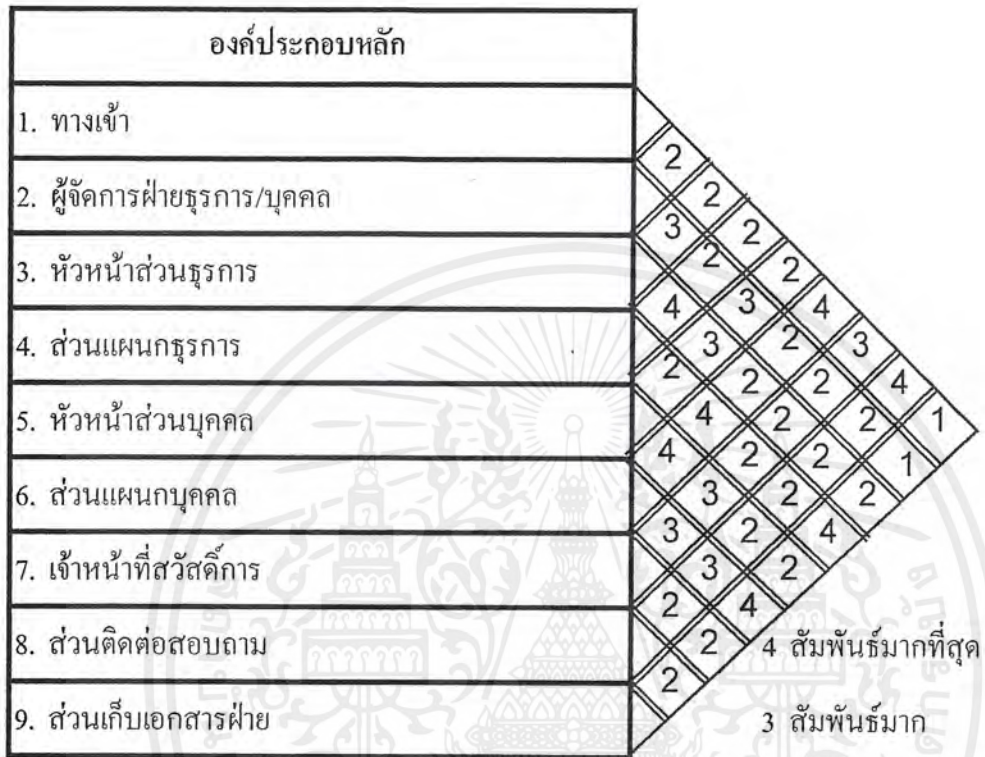 องค์ประกอบหลัก
1. ทางเข้า
2
2. ผู้จัดการฝ่ายธุรการ/บุคคล
2
3 2
3. หัวหน้าส่วนธุรการ
2 2
4 3 4
4. ส่วนแผนกธุรการ
3 2 3
2 2 2 4
5. หัวหน้าส่วนบุคคล
4 2 2 1
4 2 2 1
6. ส่วนแผนกบุคคล
3 2 2
3 2 4
7. เจ้าหน้าที่สวัสดิ์การ
3 2
2 4
8. ส่วนติดต่อสอบถาม
2 4 สัมพันธ์มากที่สุด
2
9. ส่วนเก็บเอกสารฝ่าย
3 สัมพันธ์มาก